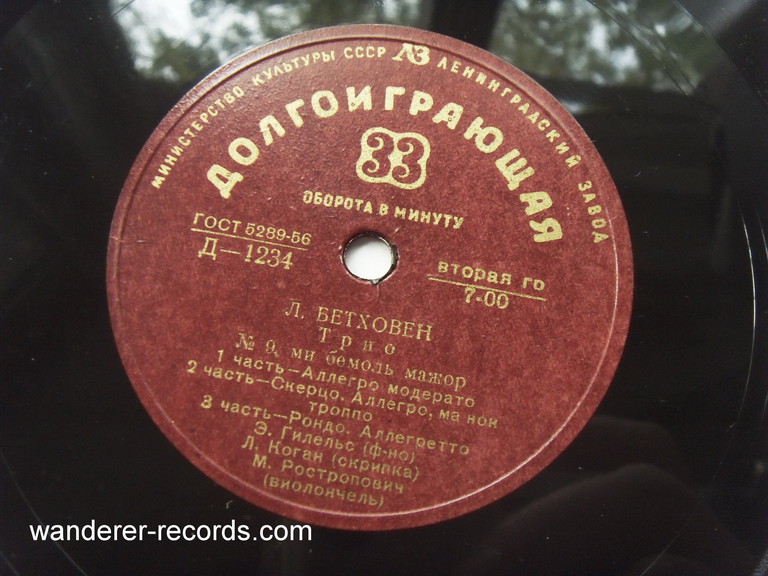 МИНИСТЕРСТВО КУЛЬТУРЫ СССР ЛЗ ЛЕНИНГРАДСКИЙ ЗАВОД
ДОЛГОИГРАЮЩАЯ
33
ОБОРОТА В МИНУТУ
ГОСТ 5289-56
Д—1234
вторая гр
7-00
Л. БЕТХОВЕН
Трио
№ 9, ми бемоль мажор
1 часть—Аллегро модерато
2 часть—Скерцо. Аллегро, ма нон
троппо
3 часть—Рондо. Аллегретто
Э. Гилельс (ф-но)
Л. Коган (скрипка)
М. Ростропович
(виолончель)
wanderer-records.com